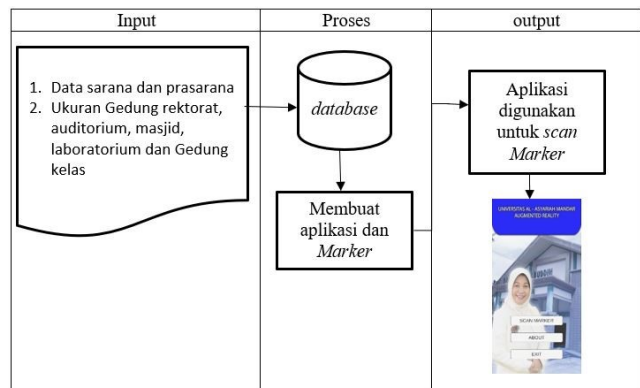 Input
Proses
output
1. Data sarana dan prasarana
2. Ukuran Gedung rektorat,
auditorium, masjid,
laboratorium dan Gedung
kelas
database
Membuat
aplikasi dan
Marker
Aplikasi
digunakan
untuk scan
Marker
UNIVERSITAS AL - ASYARIAH MANDAR
AUGMENTED REALITY
SCAN MARKER
ABOUT
EXIT